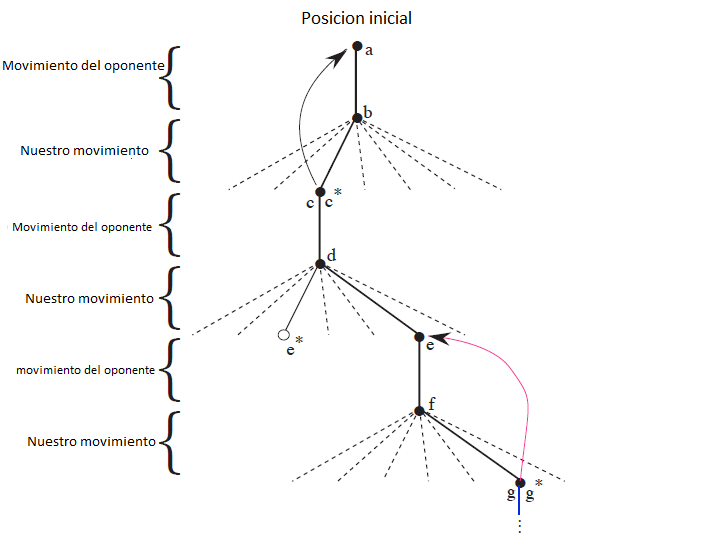 Posicion inicial
a
Movimiento del oponente
b
Nuestro movimiento
c c*
Movimiento del oponente
d
Nuestro movimiento
e*
e
movimiento del oponente
f
Nuestro movimiento
g g*